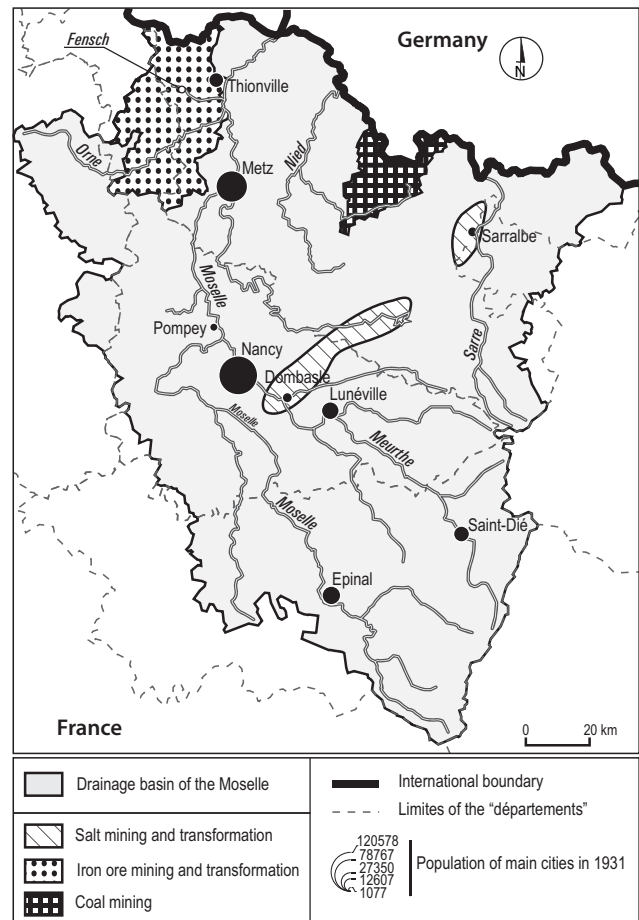 Germany
N
Fensch
Thionville
Orne
Nied
Metz
Sarralbe
Moselle
Pompey
Nancy
Sarre
Dombasle
Lunéville
Moselle
Meurthe
Moselle
Saint-Dié
Epinal
France
0 20 km
Drainage basin of the Moselle
Salt mining and transformation
Iron ore mining and transformation
Coal mining
International boundary
Limites of the “départements”
120578
78767
27350
12607
1077
Population of main cities in 1931